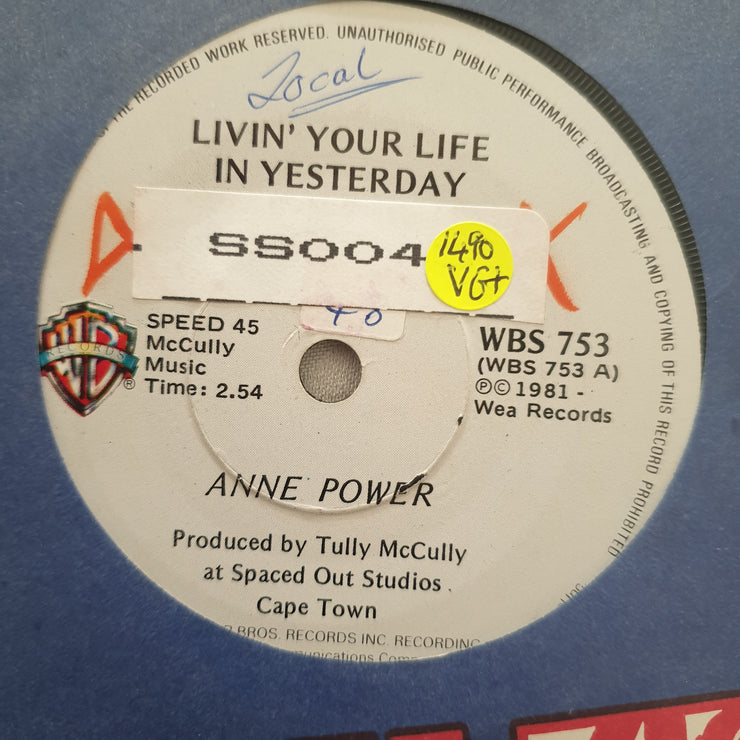 THE RECORDED WORK RESERVED. UNAUTHORISED PUBLIC PERFORMANCE BROADCASTING AND COPYING OF THIS RECORD PROHIBITED
Local
LIVIN' YOUR LIFE
IN YESTERDAY
SS004
1490
VG+
SPEED 45
McCully
Music
Time: 2.54
RECORDS
®
WBS 753
(WBS 753 A)
℗© 1981 -
Wea Records
ANNE POWER
Produced by Tully McCully
at Spaced Out Studios
Cape Town
BROS. RECORDS INC. RECORDING